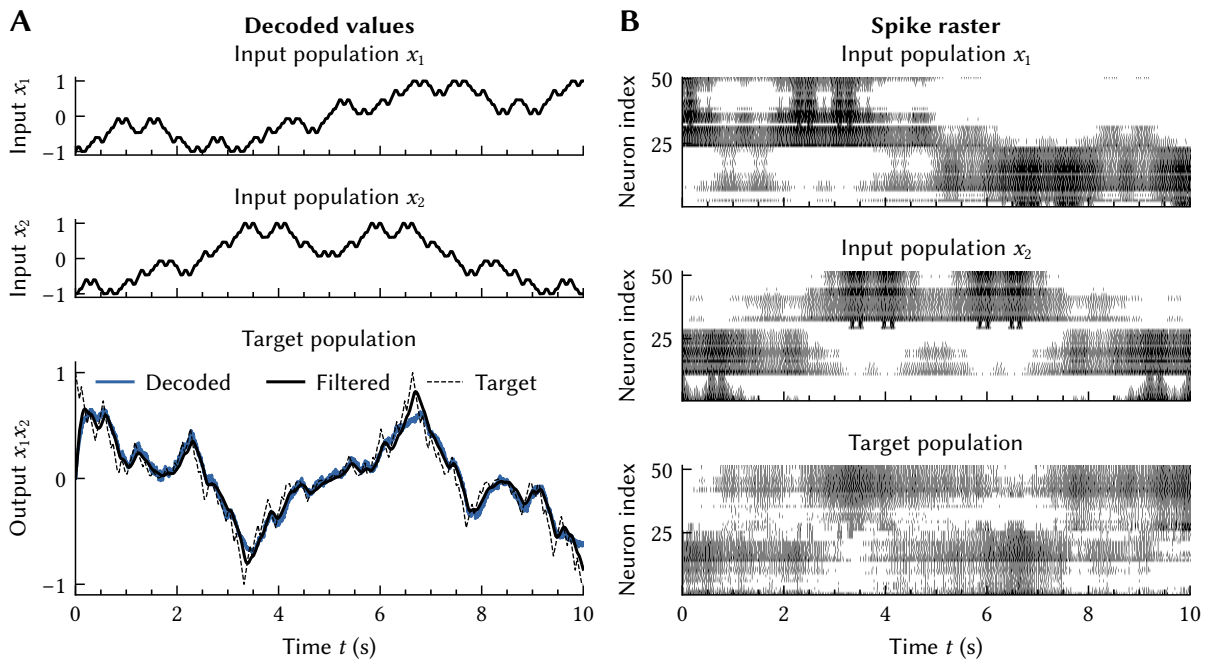 A
Decoded values
Input population x₁
Input x₁
1
0
−1
Input population x₂
Input x₂
1
0
−1
Target population
Output x₁x₂
1
0
−1
Decoded
Filtered
Target
0 2 4 6 8 10
Time t (s)
B
Spike raster
Input population x₁
Neuron index
50
25
Input population x₂
Neuron index
50
25
Target population
Neuron index
50
25
0 2 4 6 8 10
Time t (s)